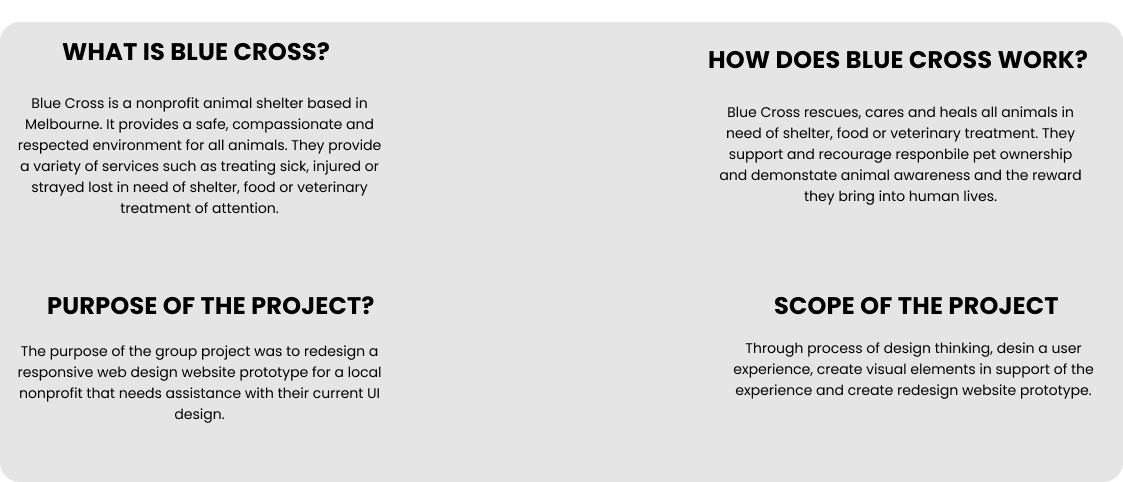 WHAT IS BLUE CROSS?
Blue Cross is a nonprofit animal shelter based in
Melbourne. It provides a safe, compassionate and
respected environment for all animals. They provide
a variety of services such as treating sick, injured or
strayed lost in need of shelter, food or veterinary
treatment of attention.
HOW DOES BLUE CROSS WORK?
Blue Cross rescues, cares and heals all animals in
need of shelter, food or veterinary treatment. They
support and recourage responbile pet ownership
and demonstate animal awareness and the reward
they bring into human lives.
PURPOSE OF THE PROJECT?
The purpose of the group project was to redesign a
responsive web design website prototype for a local
nonprofit that needs assistance with their current UI
design.
SCOPE OF THE PROJECT
Through process of design thinking, desin a user
experience, create visual elements in support of the
experience and create redesign website prototype.